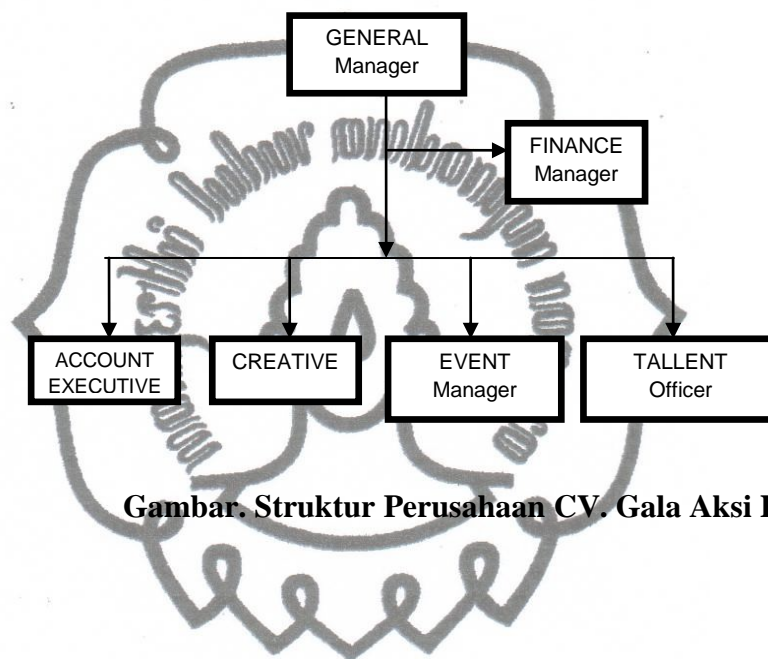 GENERAL
Manager
FINANCE
Manager
ACCOUNT
EXECUTIVE
CREATIVE
EVENT
Manager
TALLENT
Officer
Gambar. Struktur Perusahaan CV. Gala Aksi